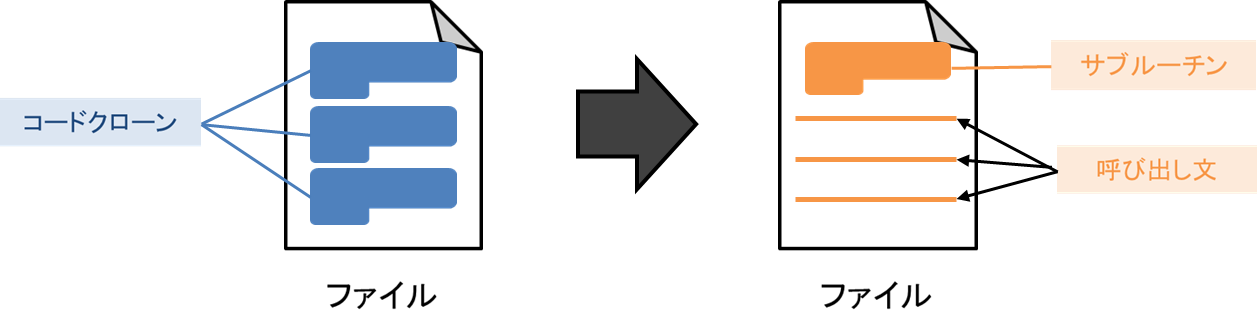 コードクローン
サブルーチン
呼び出し文
ファイル
ファイル